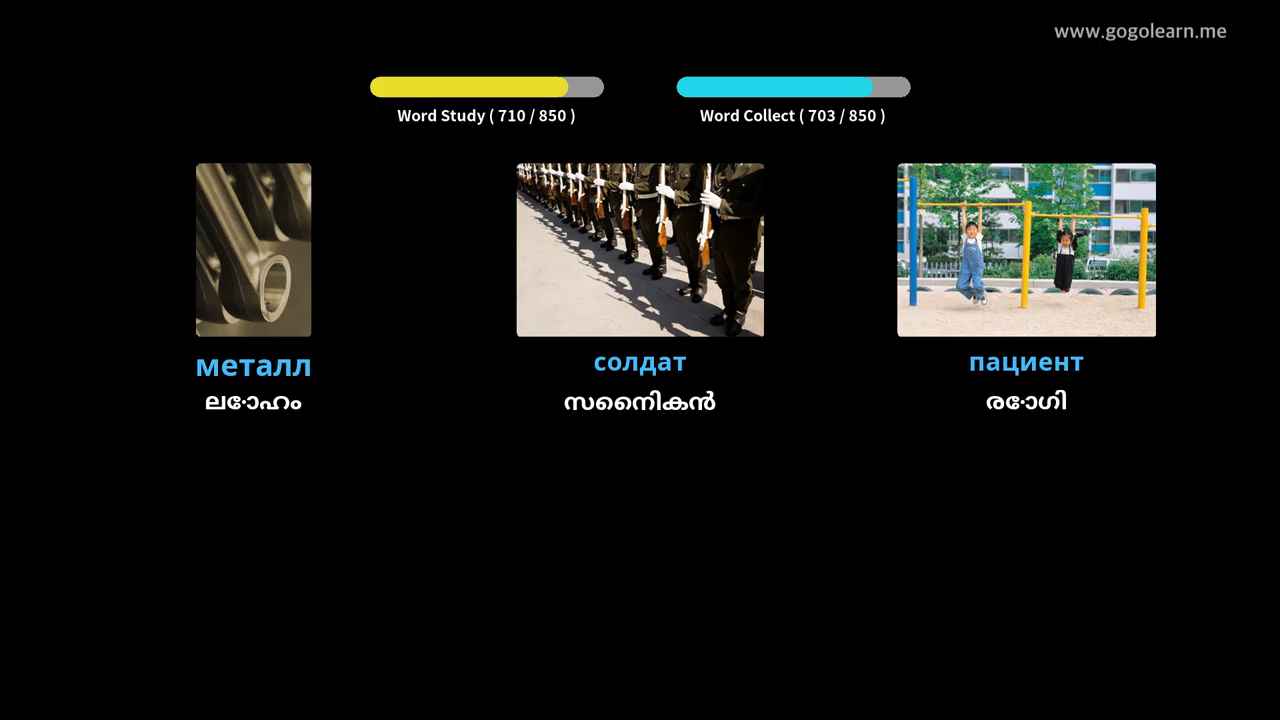 www.gogolearn.me
Word Study ( 710 / 850 )
Word Collect ( 703 / 850 )
металл
солдат
пациент
ലോഹം
സൈനികൻ
രോഗി